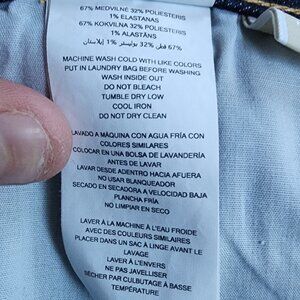 67% MEDVILNĖ 32% POLIESTERIS
1% ELASTANAS
67% KOKVILNA 32% POLIESTERIS
1% ELASTĀNS
67% قطن 32% بوليستر 1% إيلاستان
MACHINE WASH COLD WITH LIKE COLORS
PUT IN LAUNDRY BAG BEFORE WASHING
WASH INSIDE OUT
DO NOT BLEACH
TUMBLE DRY LOW
COOL IRON
DO NOT DRY CLEAN
LAVADO A MÁQUINA CON AGUA FRÍA CON
COLORES SIMILARES
COLOCAR EN UNA BOLSA DE LAVANDERÍA
ANTES DE LAVAR
LAVAR DESDE ADENTRO HACIA AFUERA
NO USAR BLANQUEADOR
SECADO EN SECADORA A VELOCIDAD BAJA
PLANCHA FRÍA
NO LIMPIAR EN SECO
LAVER À LA MACHINE À L'EAU FROIDE
AVEC DES COULEURS SIMILAIRES
PLACER DANS UN SAC À LINGE AVANT LE
LAVAGE
LAVER À L'ENVERS
NE PAS JAVELLISER
SÉCHER PAR CULBUTAGE À BASSE
TEMPÉRATURE